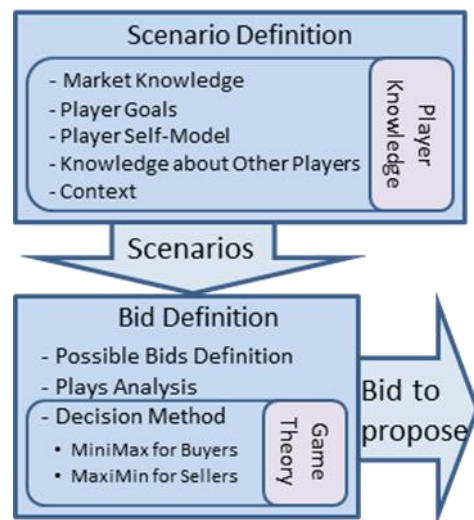 Scenario Definition
- Market Knowledge
- Player Goals
- Player Self-Model
- Knowledge about Other Players
- Context
Player
Knowledge
Scenarios
Bid Definition
- Possible Bids Definition
- Plays Analysis
- Decision Method
• MiniMax for Buyers
• MaxiMin for Sellers
Game
Theory
Bid to
propose